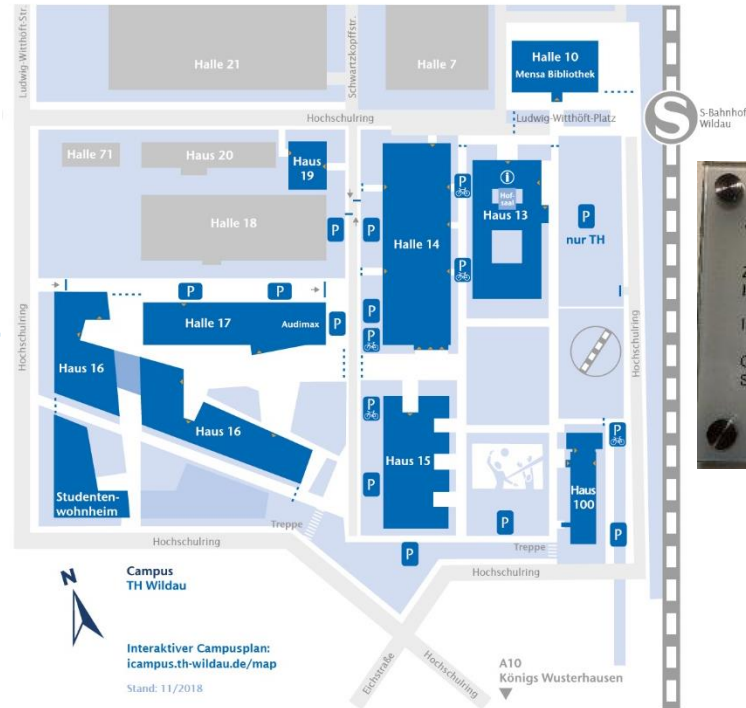 Ludwig-Witthöft-Str.
Halle 21
Schwartzkopffstr.
Halle 7
Halle 10
Mensa Bibliothek
Hochschulring
Ludwig-Witthöft-Platz
S
S-Bahnhof
Wildau
Halle 71
Haus 20
Haus
19
Halle 18
P
P
Halle 14
P
P
i
Hof-
saal
Haus 13
P
nur TH
P
P
Halle 17
Audimax
P
P
P
Hochschulring
Haus 16
Haus 16
Hochschulring
P
P
Haus 15
P
Haus
100
P
P
Studenten-
wohnheim
Treppe
Treppe
P
Hochschulring
Hochschulring
N
Campus
TH Wildau
Interaktiver Campusplan:
icampus.th-wildau.de/map
Stand: 11/2018
Eichstraße
Hochschulring
A10
Königs Wusterhausen